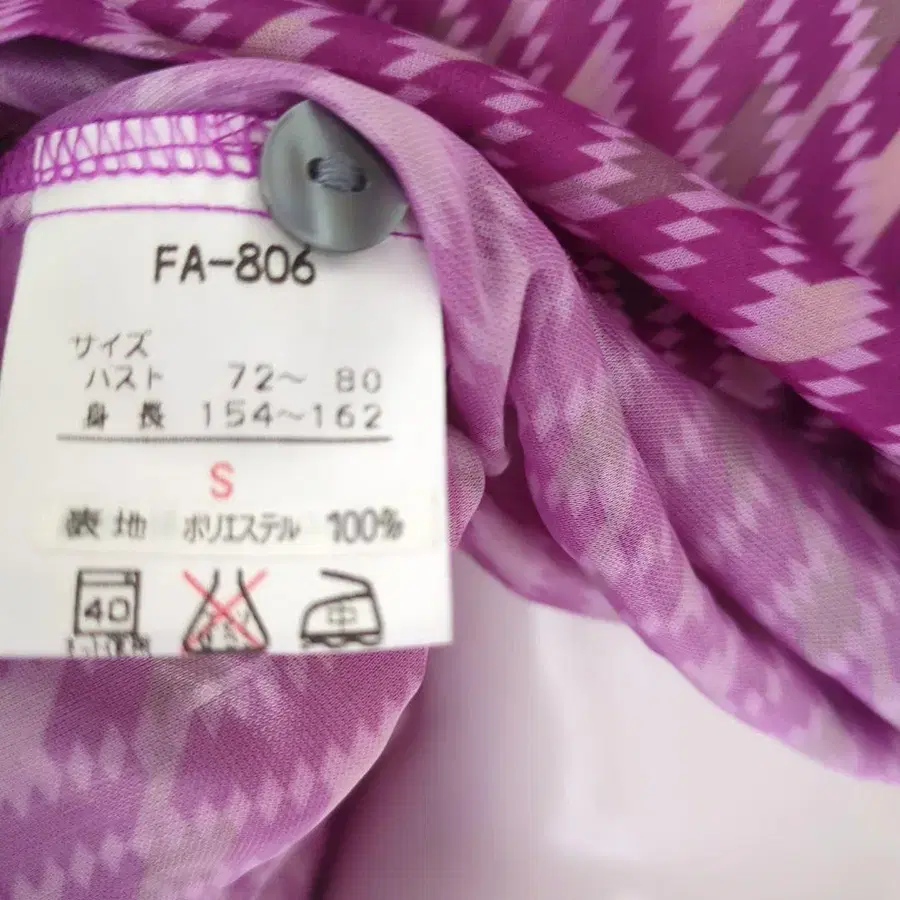 FA-806
サイズ
バスト 72〜 80
身長 154〜162
S
表地 ポリエステル 100%
40
中